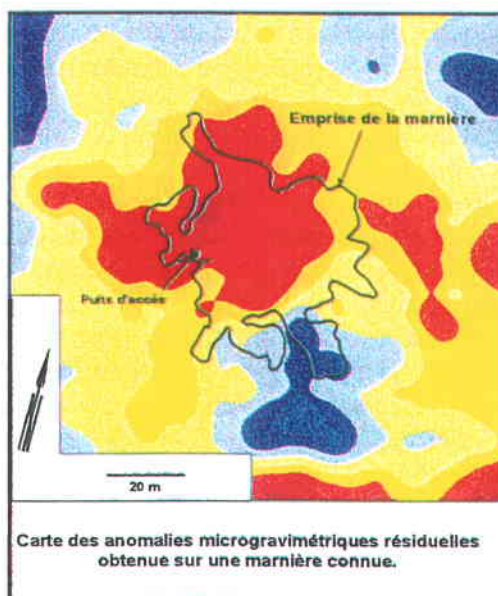 Emprise de la marnière
Puits d'accès
20 m
Carte des anomalies microgravimétriques résiduelles
obtenue sur une marnière connue.